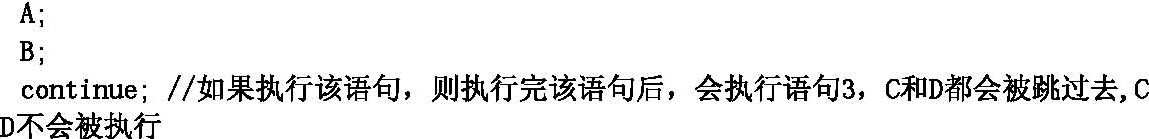 A;
B;
continue; //如果执行该语句，则执行完该语句后，会执行语句3，C和D都会被跳过去,C
D不会被执行